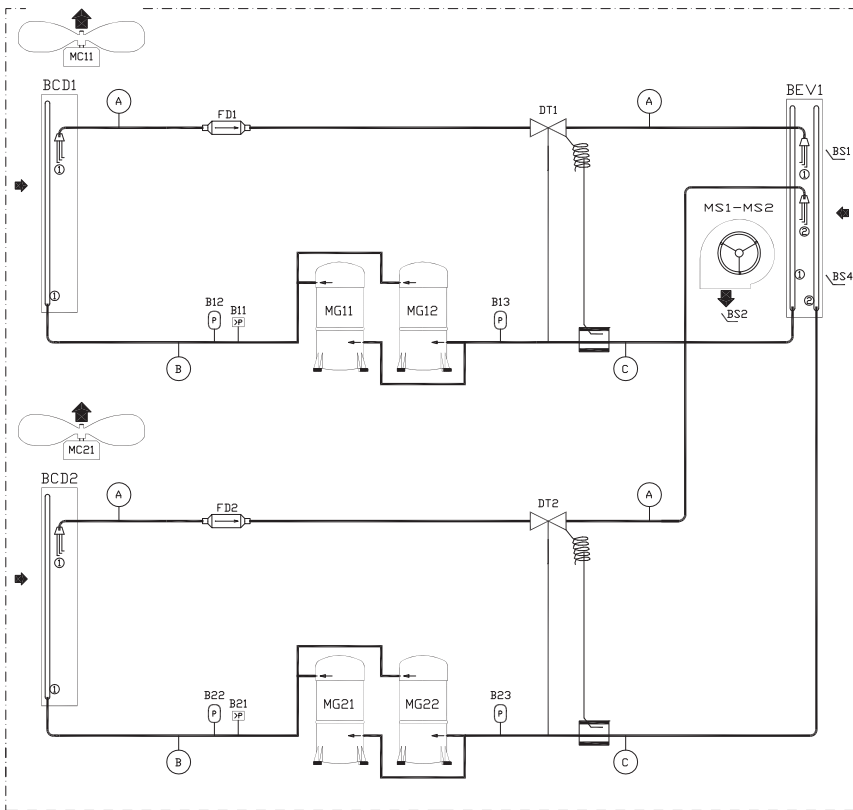 MC11
BCD1
BEV1
A
FD1
DT1
A
BS1
1
1
MS1-MS2
2
BS4
1
1
2
BS2
B12
B11
P
>P
MG11
MG12
B13
P
B
C
MC21
BCD2
A
FD2
DT2
A
1
1
B22
B21
P
>P
MG21
MG22
B23
P
B
C